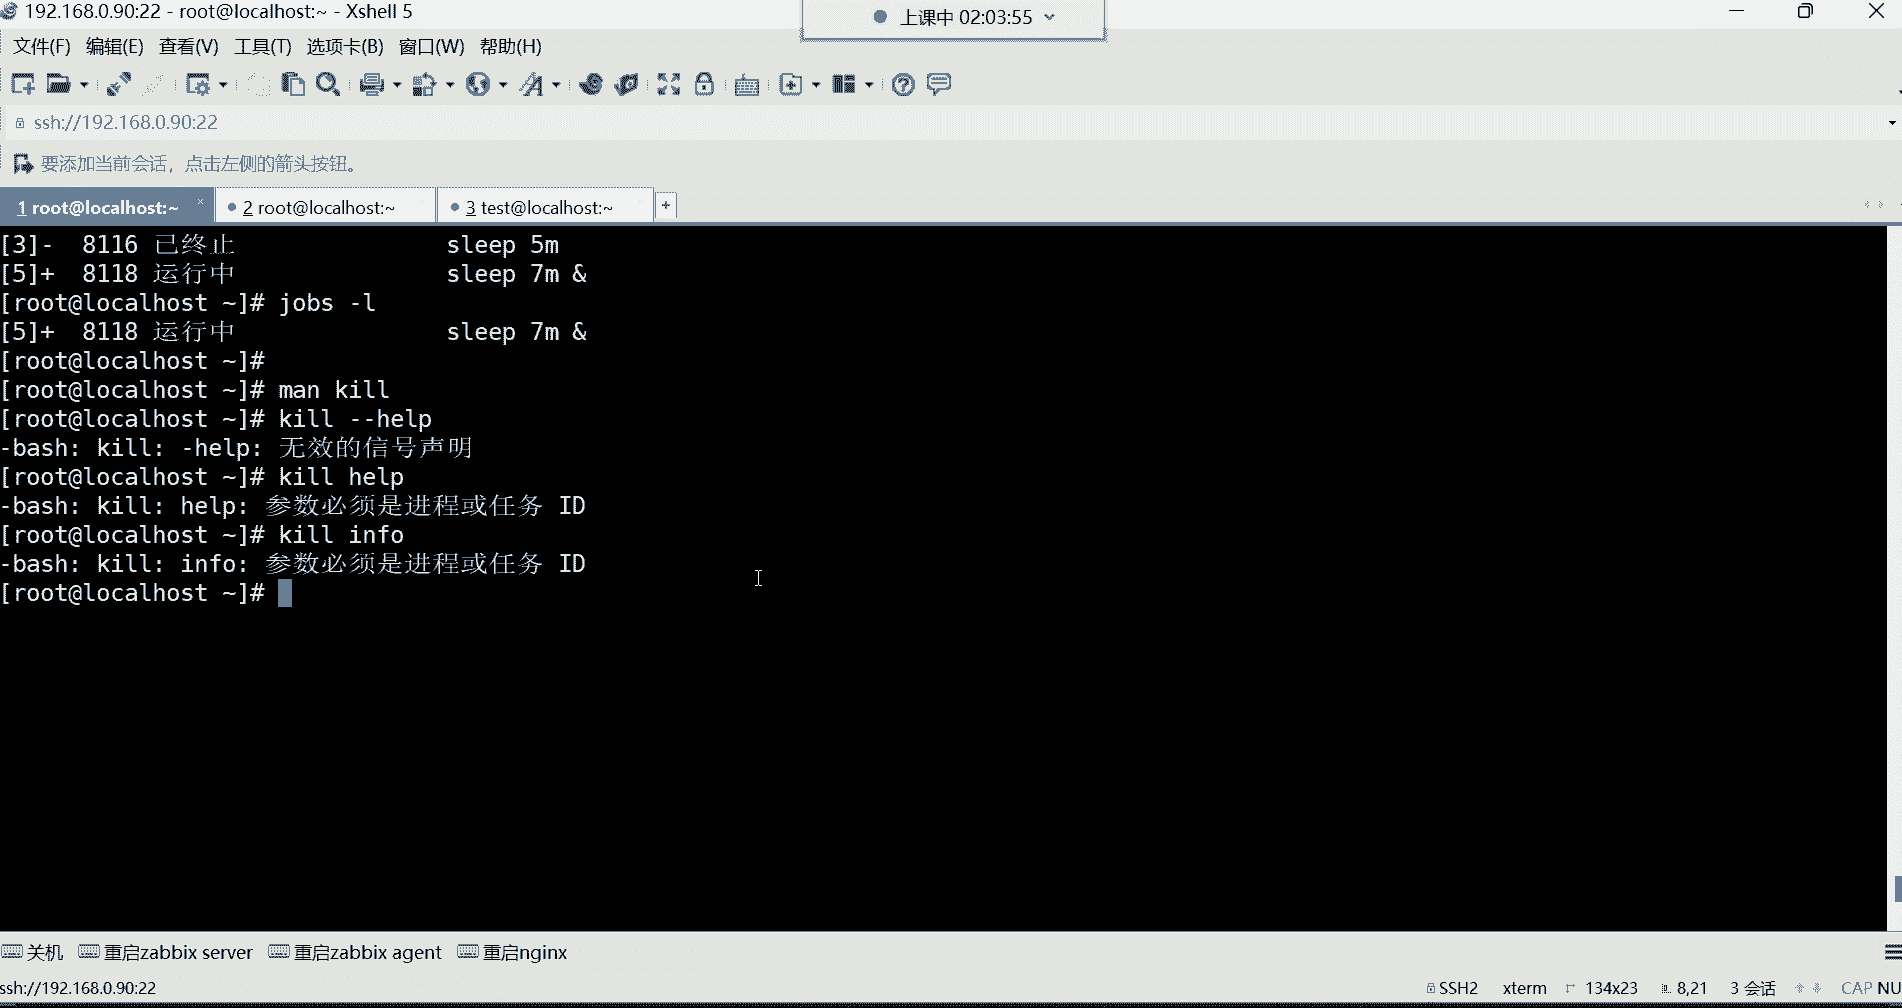 192.168.0.90:22 - root@localhost:~ - Xshell 5
上课中 02:03:55
文件(F) 编辑(E) 查看(V) 工具(T) 选项卡(B) 窗口(W) 帮助(H)
ssh://192.168.0.90:22
要添加当前会话，点击左侧的箭头按钮。
1 root@localhost:~ × 2 root@localhost:~ 3 test@localhost:~ +
[3]-  8116 已终止               sleep 5m
[5]+  8118 运行中               sleep 7m &
[root@localhost ~]# jobs -l
[5]+  8118 运行中               sleep 7m &
[root@localhost ~]#
[root@localhost ~]# man kill
[root@localhost ~]# kill --help
-bash: kill: -help: 无效的信号声明
[root@localhost ~]# kill help
-bash: kill: help: 参数必须是进程或任务 ID
[root@localhost ~]# kill info
-bash: kill: info: 参数必须是进程或任务 ID
[root@localhost ~]#
关机 重启zabbix server 重启zabbix agent 重启nginx
ssh://192.168.0.90:22 SSH2 xterm 134x23 8,21 3 会话 CAP NU